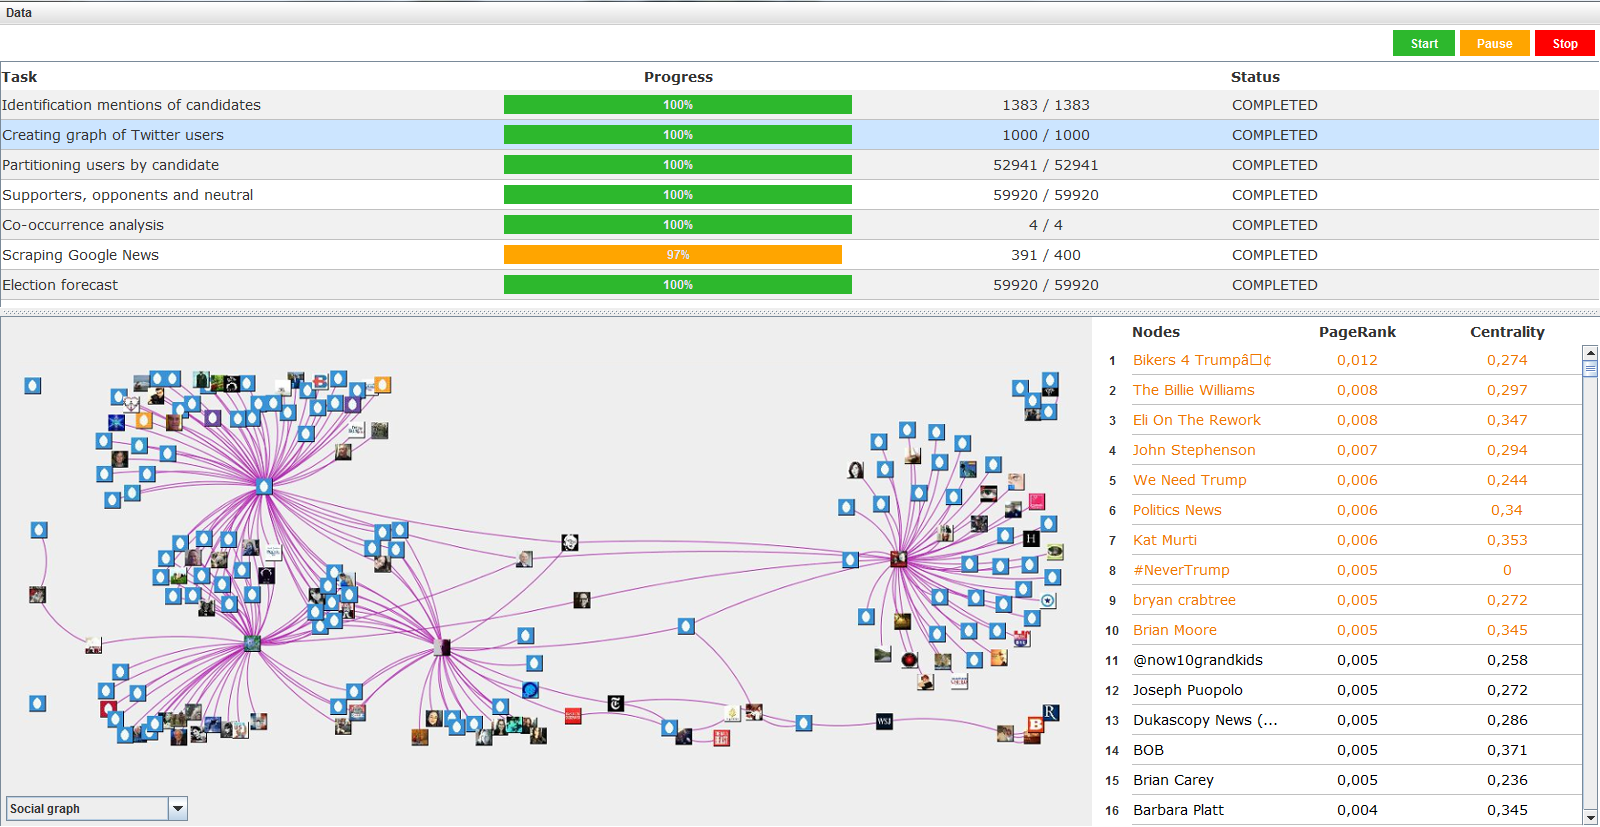 Data
Start Pause Stop
Task Progress Status
Identification mentions of candidates 100% 1383 / 1383 COMPLETED
Creating graph of Twitter users 100% 1000 / 1000 COMPLETED
Partitioning users by candidate 100% 52941 / 52941 COMPLETED
Supporters, opponents and neutral 100% 59920 / 59920 COMPLETED
Co-occurrence analysis 100% 4 / 4 COMPLETED
Scraping Google News 97% 391 / 400 COMPLETED
Election forecast 100% 59920 / 59920 COMPLETED
Nodes PageRank Centrality
1 Bikers 4 Trumpâ□¢ 0,012 0,274
2 The Billie Williams 0,008 0,297
3 Eli On The Rework 0,008 0,347
4 John Stephenson 0,007 0,294
5 We Need Trump 0,006 0,244
6 Politics News 0,006 0,34
7 Kat Murti 0,006 0,353
8 #NeverTrump 0,005 0
9 bryan crabtree 0,005 0,272
10 Brian Moore 0,005 0,345
11 @now10grandkids 0,005 0,258
12 Joseph Puopolo 0,005 0,272
13 Dukascopy News (... 0,005 0,286
14 BOB 0,005 0,371
15 Brian Carey 0,005 0,236
16 Barbara Platt 0,004 0,345
H
T
WSJ
B
R
Social graph